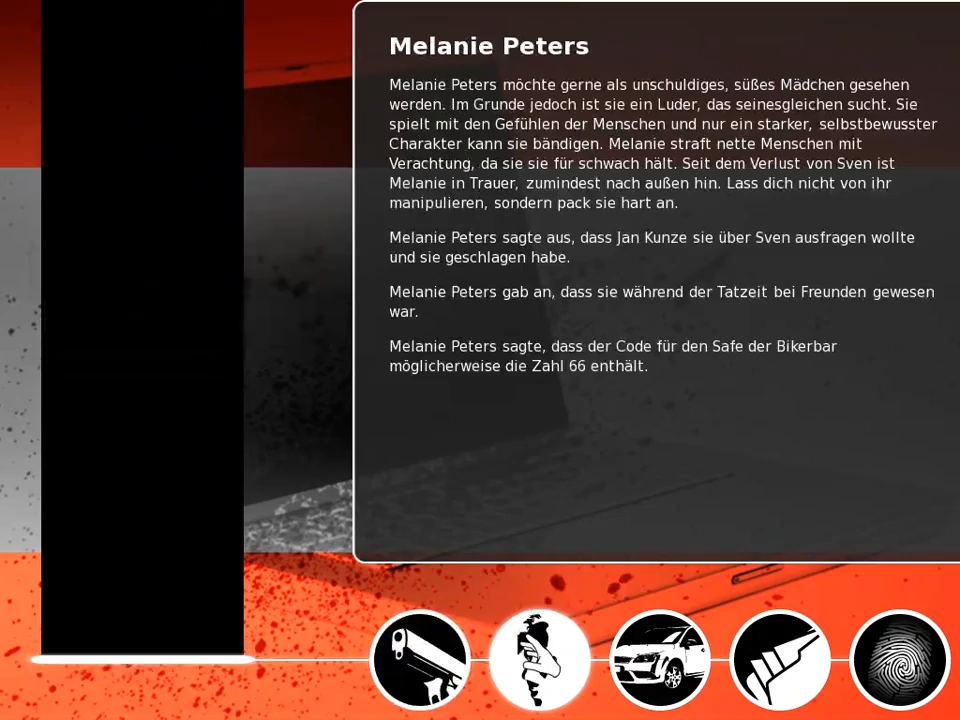 Melanie Peters
Melanie Peters möchte gerne als unschuldiges, süßes Mädchen gesehen
werden. Im Grunde jedoch ist sie ein Luder, das seinesgleichen sucht. Sie
spielt mit den Gefühlen der Menschen und nur ein starker, selbstbewusster
Charakter kann sie bändigen. Melanie straft nette Menschen mit
Verachtung, da sie sie für schwach hält. Seit dem Verlust von Sven ist
Melanie in Trauer, zumindest nach außen hin. Lass dich nicht von ihr
manipulieren, sondern pack sie hart an.
Melanie Peters sagte aus, dass Jan Kunze sie über Sven ausfragen wollte
und sie geschlagen habe.
Melanie Peters gab an, dass sie während der Tatzeit bei Freunden gewesen
war.
Melanie Peters sagte, dass der Code für den Safe der Bikerbar
möglicherweise die Zahl 66 enthält.